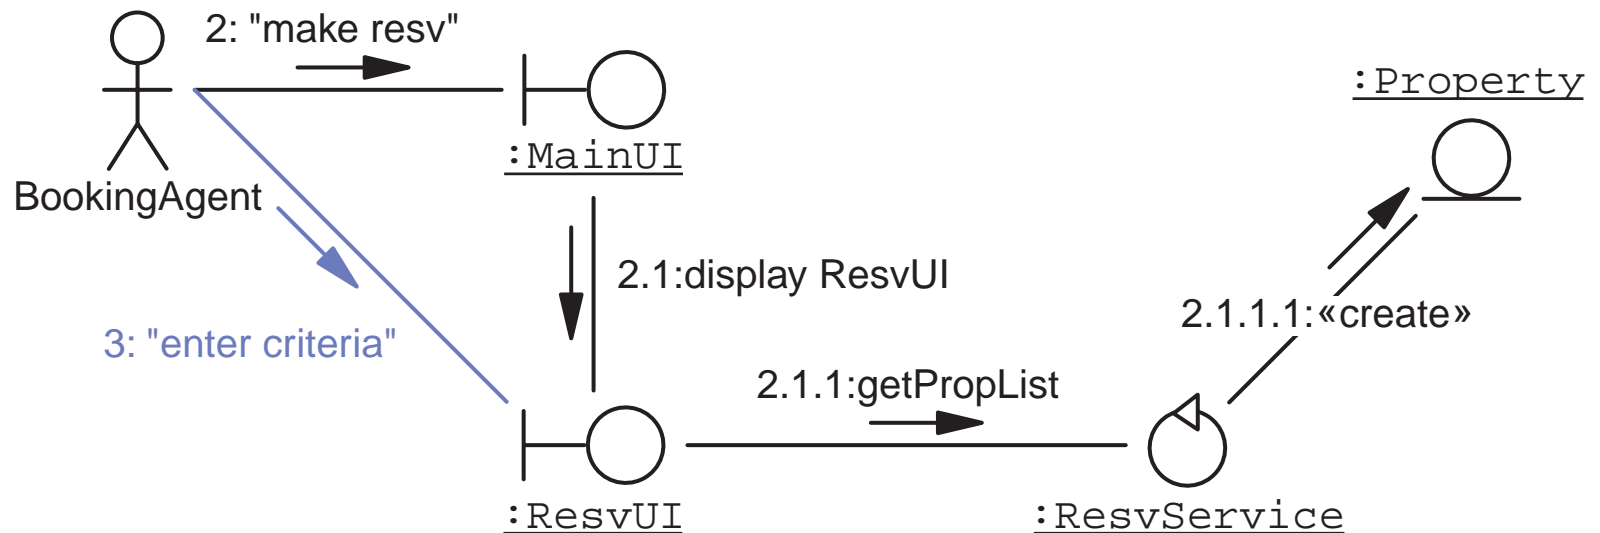 2: "make resv"
:Property
:MainUI
BookingAgent
2.1:display ResvUI
2.1.1.1:«create»
3: "enter criteria"
2.1.1:getPropList
:ResvUI
:ResvService